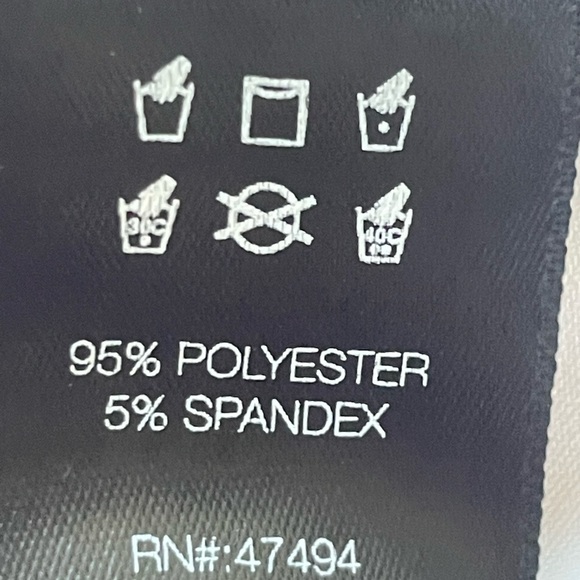 30C 40C
95% POLYESTER
5% SPANDEX
RN#:47494